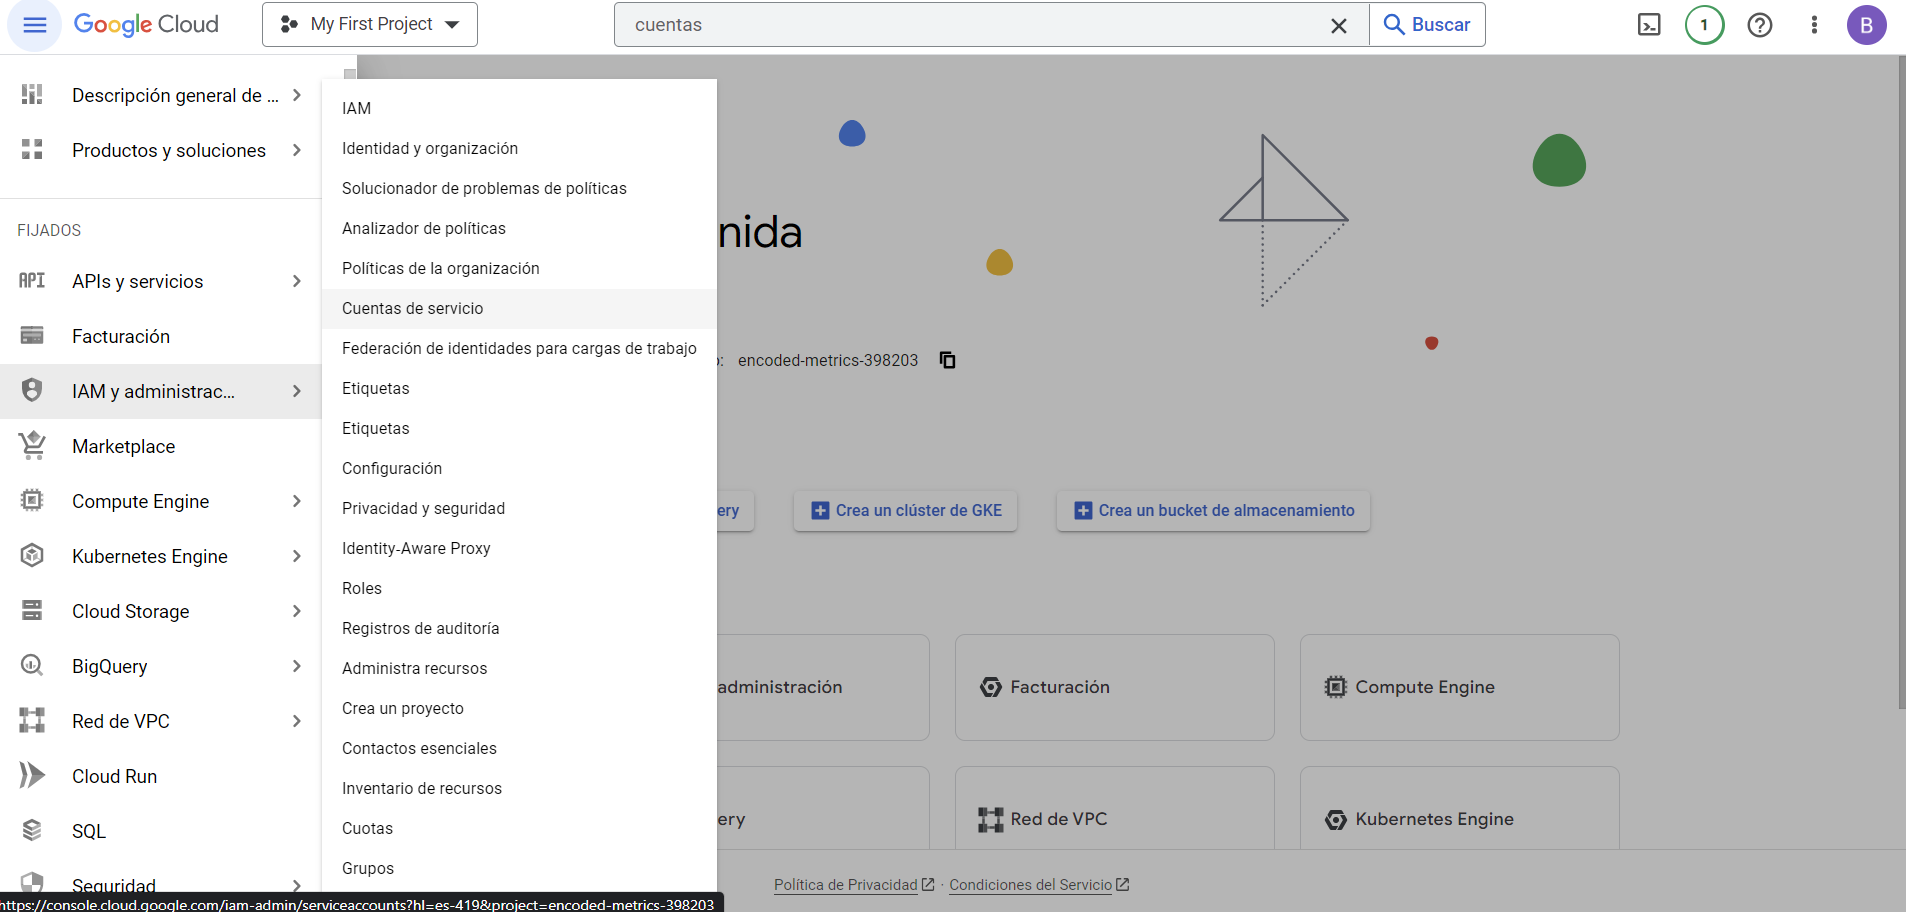 Google Cloud
My First Project
cuentas
Buscar
1
B
Descripción general de ...
Productos y soluciones
FIJADOS
API APIs y servicios
Facturación
IAM y administrac...
Marketplace
Compute Engine
Kubernetes Engine
Cloud Storage
BigQuery
Red de VPC
Cloud Run
SQL
Seguridad
IAM
Identidad y organización
Solucionador de problemas de políticas
Analizador de políticas
Políticas de la organización
Cuentas de servicio
Federación de identidades para cargas de trabajo
Etiquetas
Etiquetas
Configuración
Privacidad y seguridad
Identity-Aware Proxy
Roles
Registros de auditoría
Administra recursos
Crea un proyecto
Contactos esenciales
Inventario de recursos
Cuotas
Grupos
nida
o: encoded-metrics-398203
ery
Crea un clúster de GKE
Crea un bucket de almacenamiento
administración
Facturación
Compute Engine
ery
Red de VPC
Kubernetes Engine
Política de Privacidad · Condiciones del Servicio
https://console.cloud.google.com/iam-admin/serviceaccounts?hl=es-419&project=encoded-metrics-398203